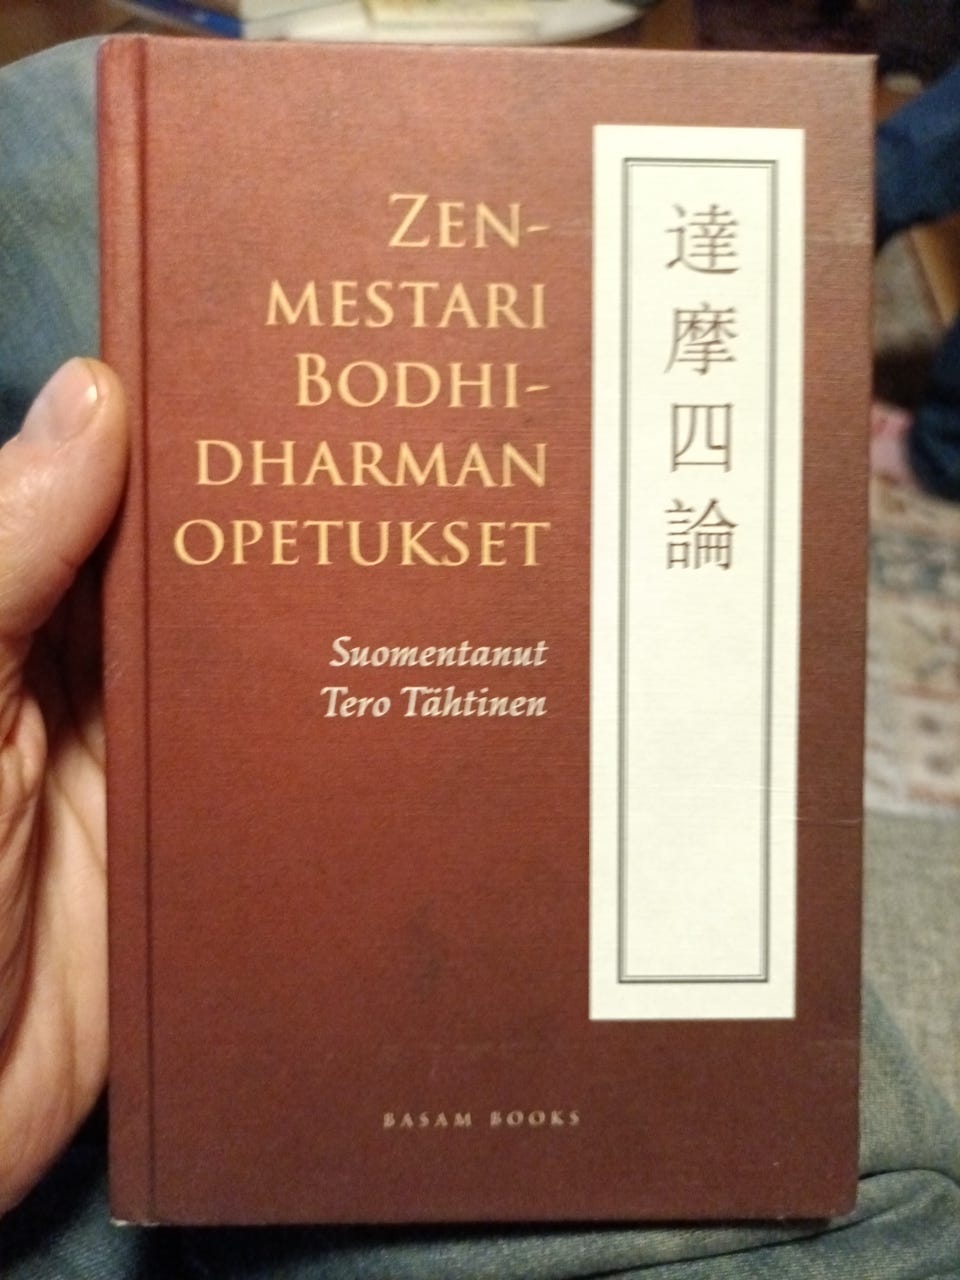 ZEN-
MESTARI
BODHI-
DHARMAN
OPETUKSET
Suomentanut
Tero Tähtinen
達摩四論
BASAM BOOKS